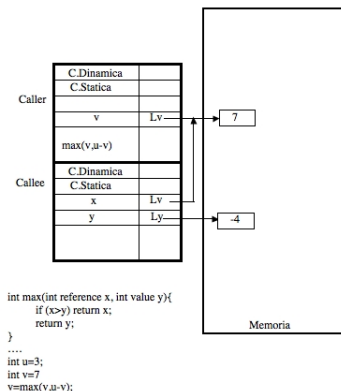 C.Dinamica
C.Statica
Caller
v Lv 7
max(v,u-v)
C.Dinamica
Callee
C.Statica
x Lv
y Ly -4
int max(int reference x, int value y){
if (x>y) return x;
return y;
}
Memoria
....
int u=3;
int v=7
v=max(v,u-v);